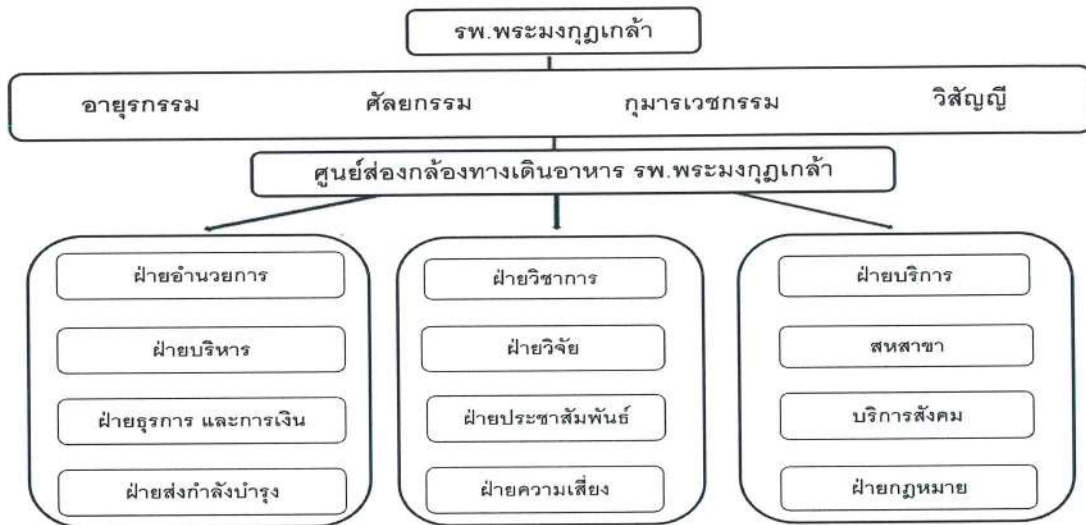 รพ.พระมงกุฎเกล้า
อายุรกรรม ศัลยกรรม กุมารเวชกรรม วิสัญญี
ศูนย์ส่องกล้องทางเดินอาหาร รพ.พระมงกุฎเกล้า
ฝ่ายอำนวยการ
ฝ่ายบริหาร
ฝ่ายธุรการ และการเงิน
ฝ่ายส่งกำลังบำรุง
ฝ่ายวิชาการ
ฝ่ายวิจัย
ฝ่ายประชาสัมพันธ์
ฝ่ายความเสี่ยง
ฝ่ายบริการ
สหสาขา
บริการสังคม
ฝ่ายกฎหมาย